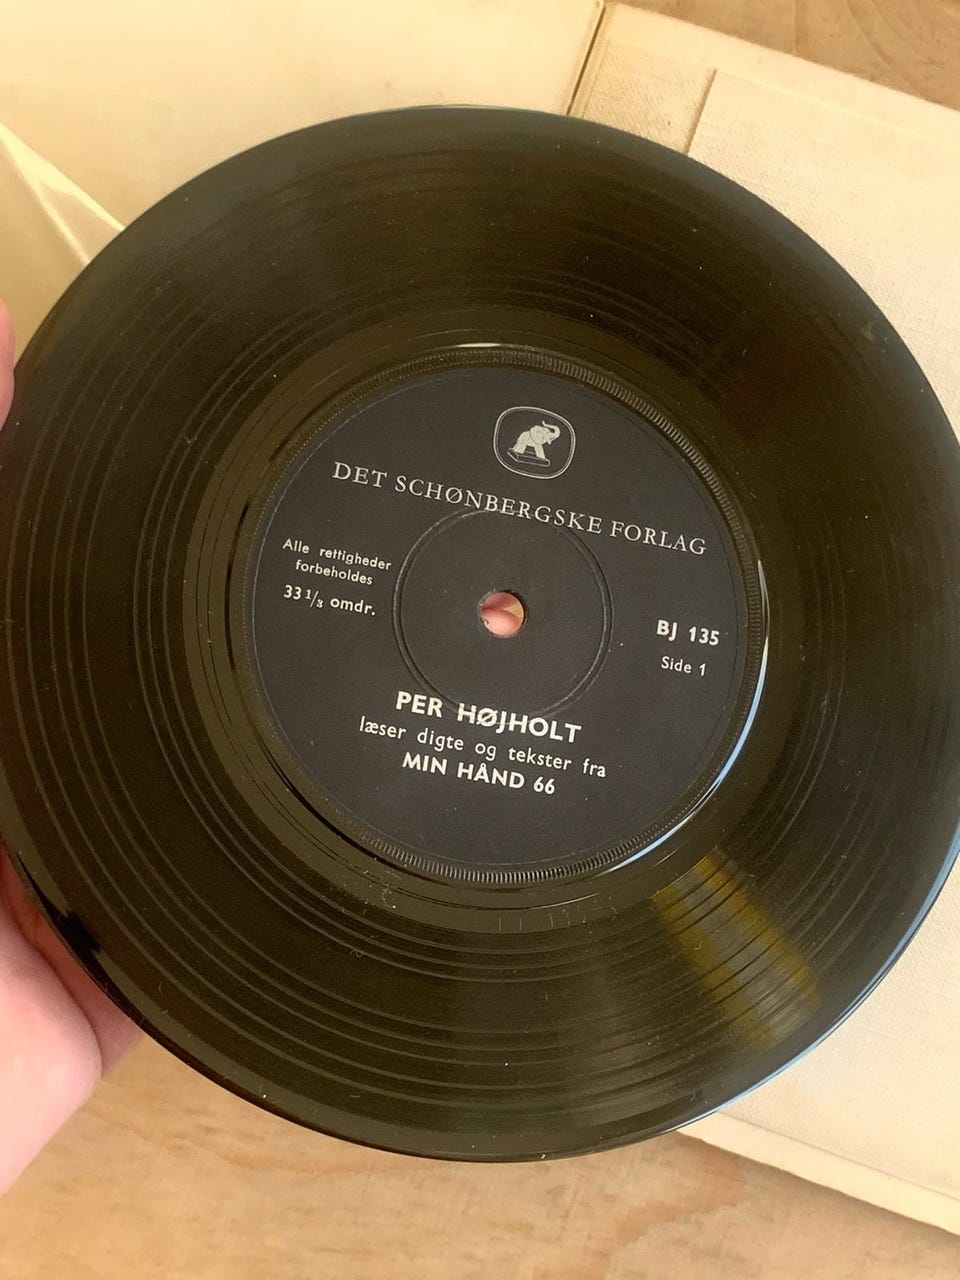 DET SCHØNBERGSKE FORLAG
Alle rettigheder
forbeholdes
33 1/3 omdr.
BJ 135
Side 1
PER HØJHOLT
læser digte og tekster fra
MIN HÅND 66